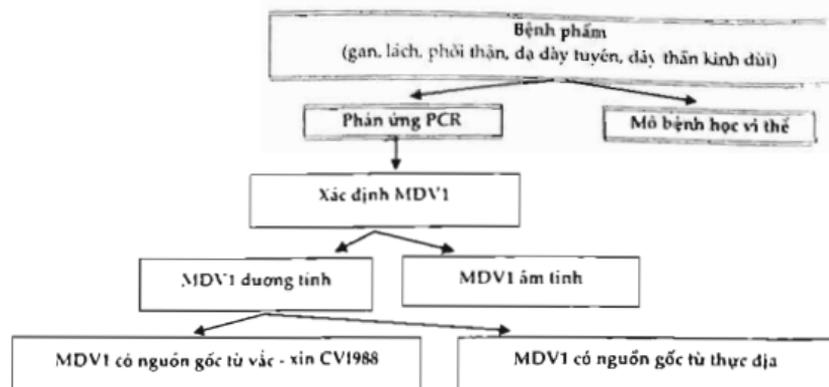 Bệnh phẩm
(gan, lách, phổi thận, dạ dày tuyến, dây thần kinh đùi)
Phản ứng PCR
Mô bệnh học vi thể
Xác định MDV1
MDV1 dương tính
MDV1 âm tính
MDV1 có nguồn gốc từ vắc - xin CVI988
MDV1 có nguồn gốc từ thực địa